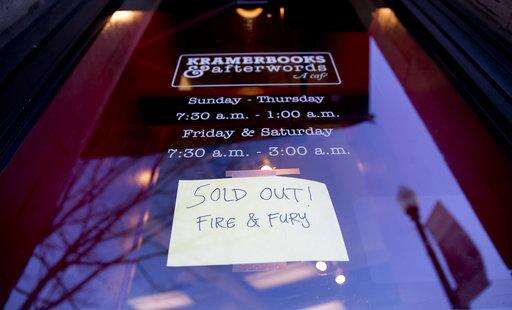 KRAMERBOOKS
& afterwords
A café
Sunday - Thursday
7:30 a.m. - 1:00 a.m.
Friday & Saturday
7:30 a.m. - 3:00 a.m.
SOLD OUT!
FIRE & FURY